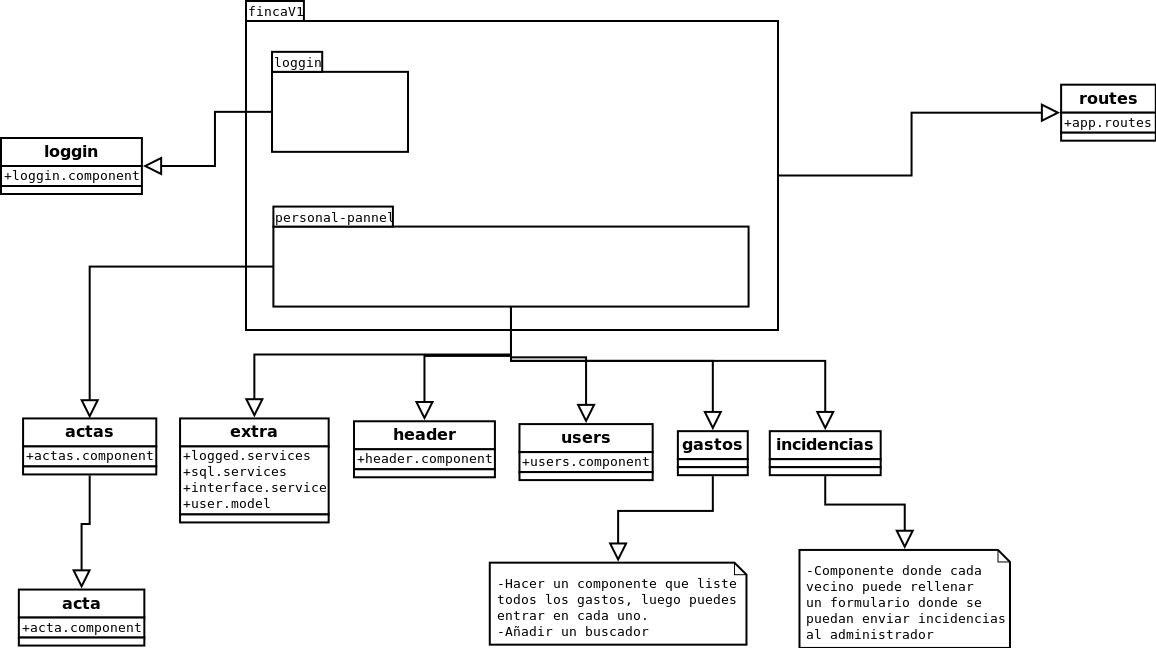 fincaV1
loggin
routes
+app.routes
loggin
+loggin.component
personal-pannel
actas
+actas.component
extra
+logged.services
+sql.services
+interface.service
+user.model
header
+header.component
users
+users.component
gastos
incidencias
acta
+acta.component
-Hacer un componente que liste
todos los gastos, luego puedes
entrar en cada uno.
-Añadir un buscador
-Componente donde cada
vecino puede rellenar
un formulario donde se
puedan enviar incidencias
al administrador